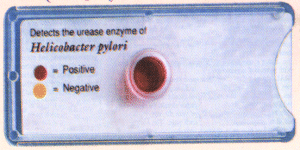 Detects the urease enzyme of
Helicobacter pylori
= Positive
= Negative